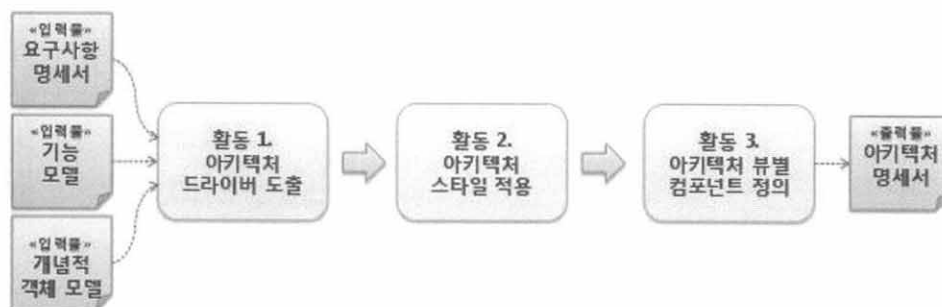 «입력물»
요구사항
명세서
«입력물»
기능
모델
«입력물»
개념적
객체 모델
활동 1.
아키텍처
드라이버 도출
활동 2.
아키텍처
스타일 적용
활동 3.
아키텍처 뷰별
컴포넌트 정의
«출력물»
아키텍처
명세서